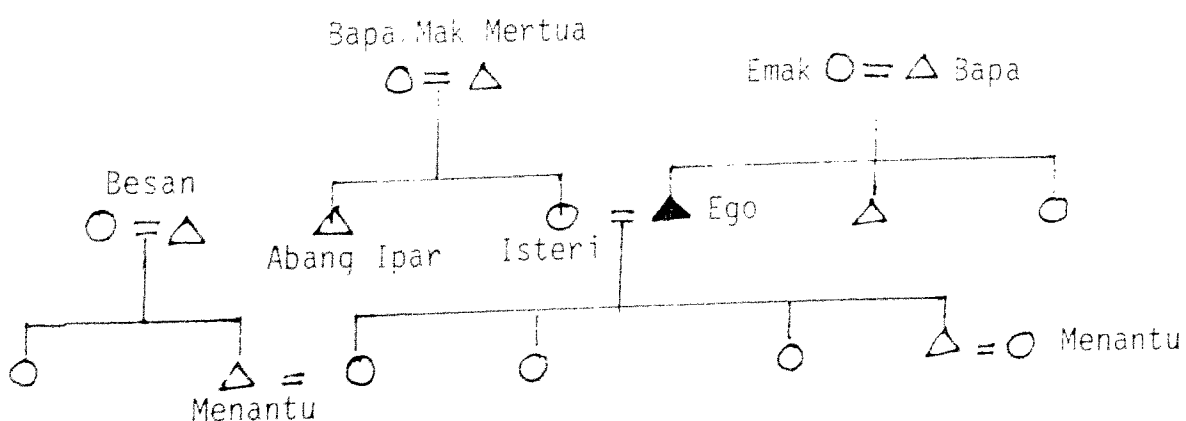 Bapa Mak Mertua
Emak
Bapa
Besan
Ego
Abang Ipar
Isteri
Menantu
Menantu